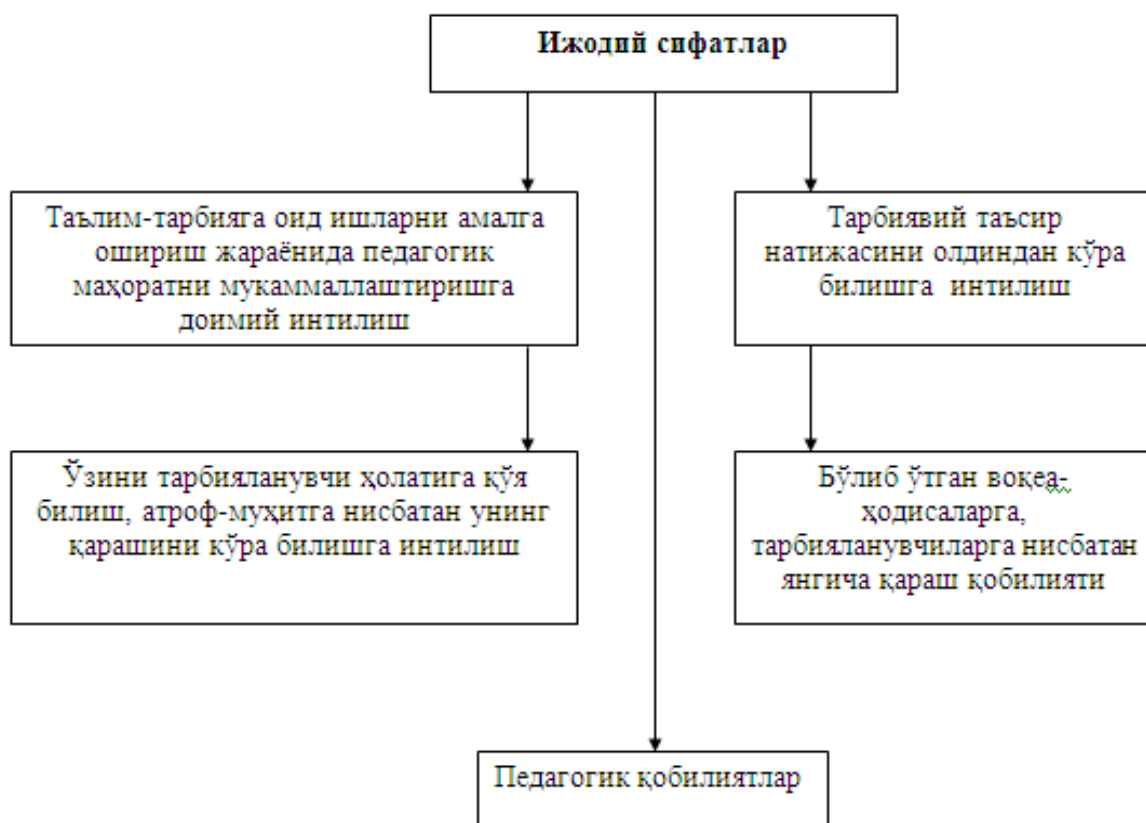 Ижодий сифатлар
Таълим-тарбияга оид ишларни амалга
ошириш жараёнида педагогик
маҳоратни мукаммаллаштиришга
доимий интилиш
Тарбиявий таъсир
натижасини олдиндан кўра
билишга интилиш
Ўзини тарбияланувчи ҳолатига қўя
билиш, атроф-муҳитга нисбатан унинг
қарашини кўра билишга интилиш
Бўлиб ўтган воқеа-
ҳодисаларга,
тарбияланувчиларга нисбатан
янгича қараш қобилияти
Педагогик қобилиятлар